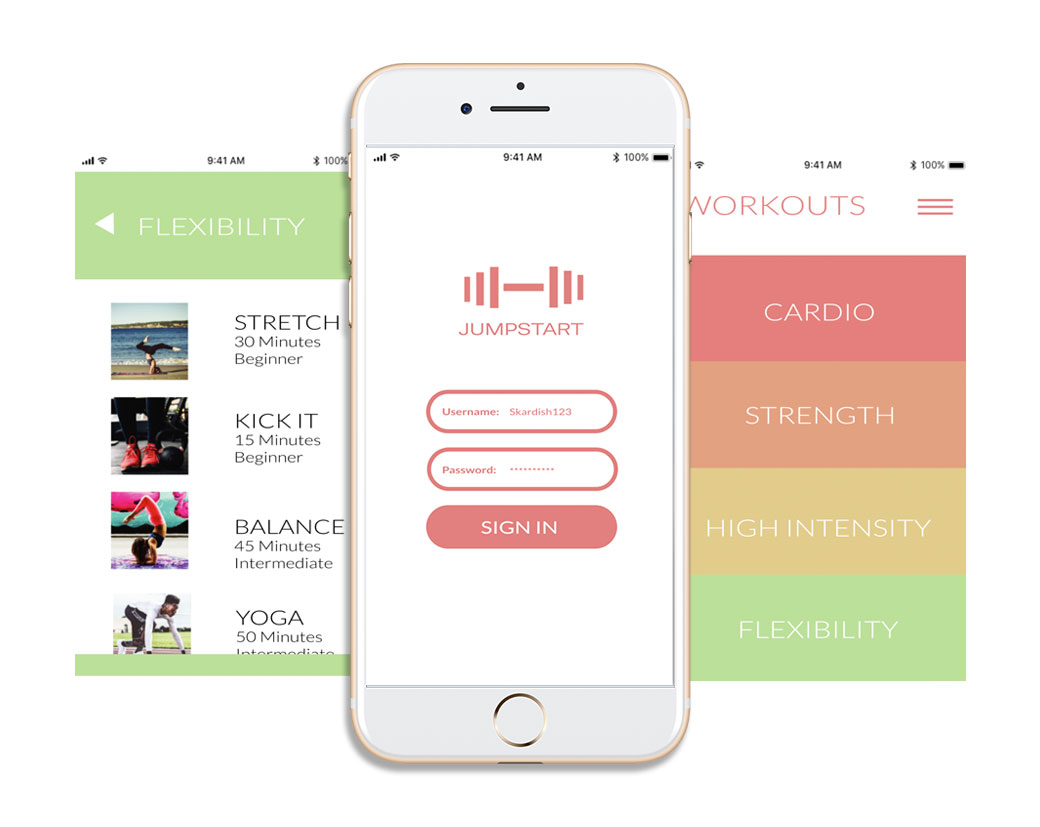 9:41 AM
100%
FLEXIBILITY
STRETCH
30 Minutes
Beginner
KICK IT
15 Minutes
Beginner
BALANCE
45 Minutes
Intermediate
YOGA
50 Minutes
Intermediate
9:41 AM
100%
JUMPSTART
Username: Skardish123
Password: **********
SIGN IN
9:41 AM
100%
WORKOUTS
CARDIO
STRENGTH
HIGH INTENSITY
FLEXIBILITY